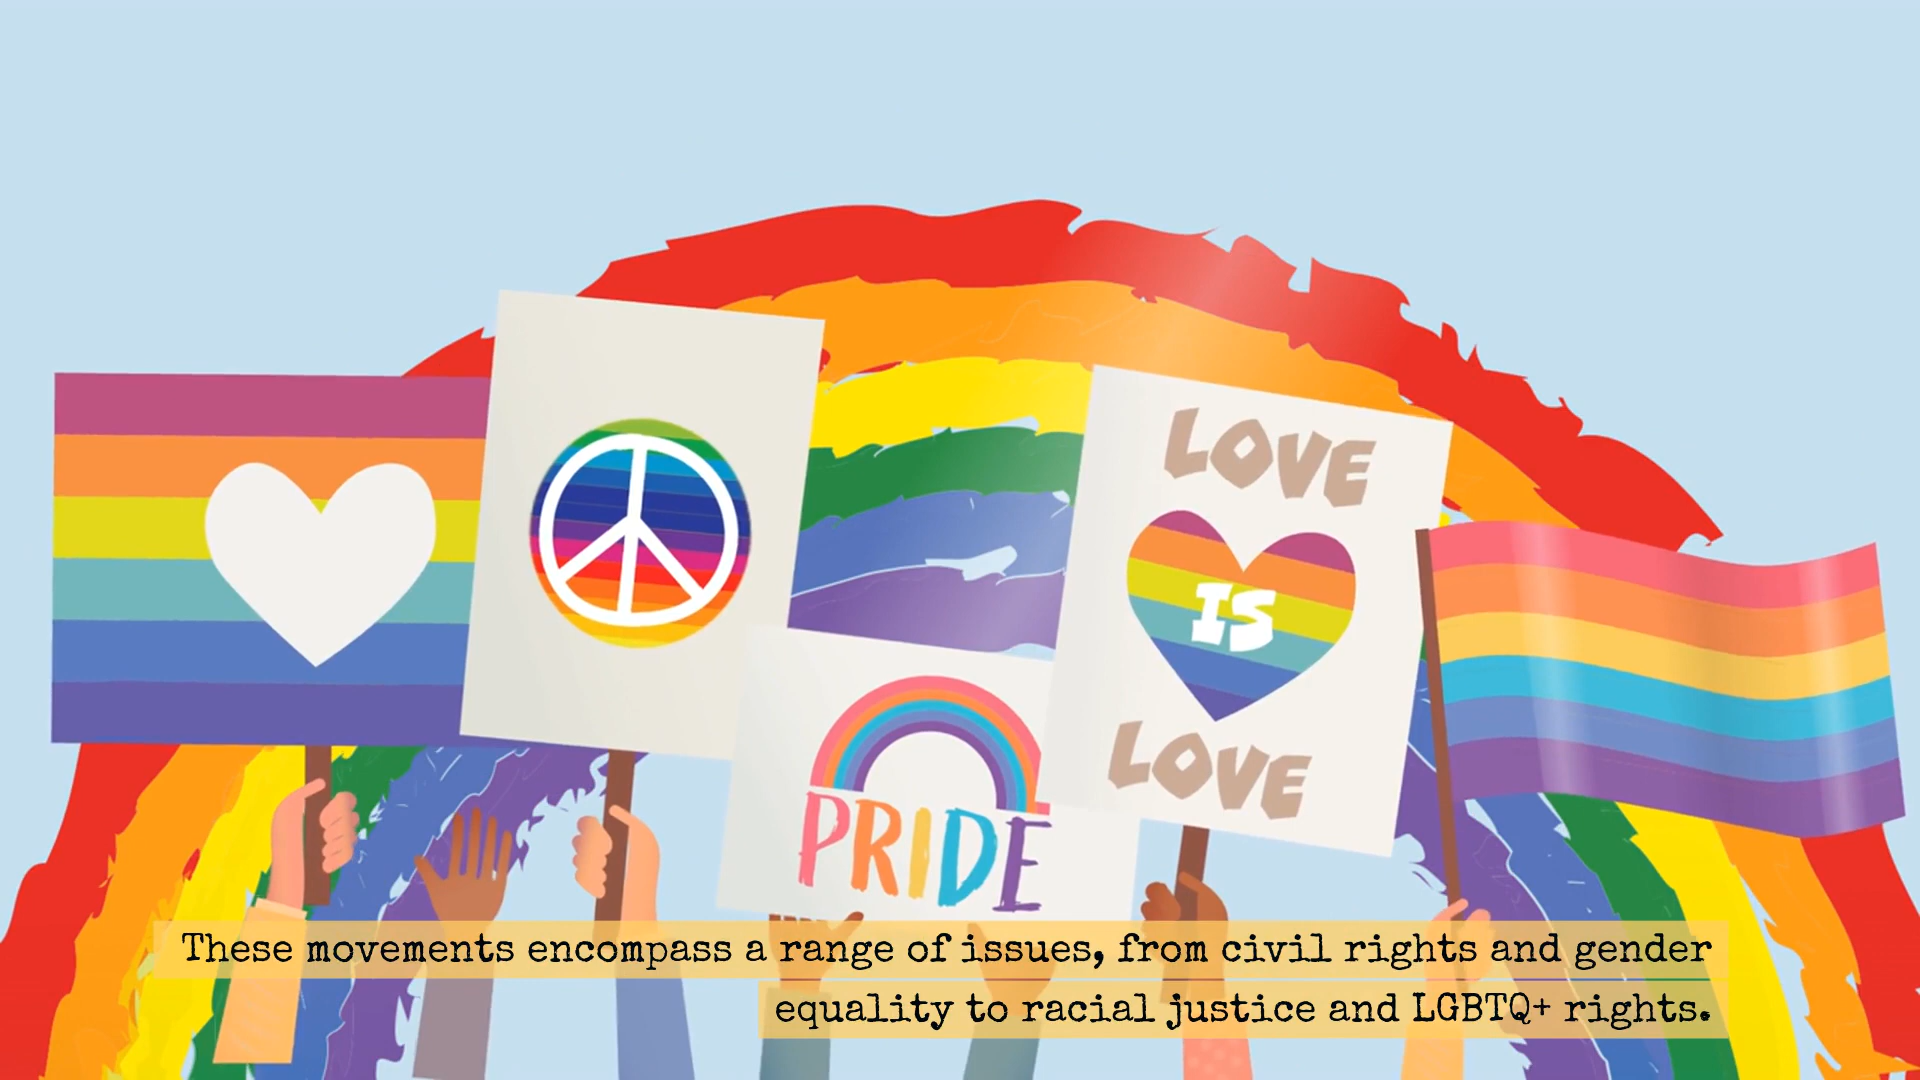 LOVE
IS
LOVE
PRIDE
These movements encompass a range of issues, from civil rights and gender
equality to racial justice and LGBTQ+ rights.